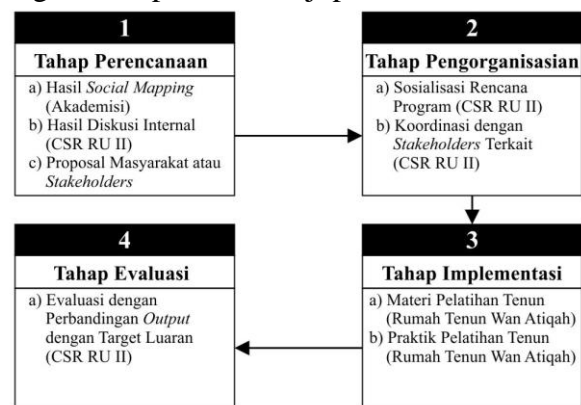 1
Tahap Perencanaan
a) Hasil Social Mapping
(Akademisi)
b) Hasil Diskusi Internal
(CSR RU II)
c) Proposal Masyarakat atau
Stakeholders
2
Tahap Pengorganisasian
a) Sosialisasi Rencana
Program (CSR RU II)
b) Koordinasi dengan
Stakeholders Terkait
(CSR RU II)
3
Tahap Implementasi
a) Materi Pelatihan Tenun
(Rumah Tenun Wan Atiqah)
b) Praktik Pelatihan Tenun
(Rumah Tenun Wan Atiqah)
4
Tahap Evaluasi
a) Evaluasi dengan
Perbandingan Output
dengan Target Luaran
(CSR RU II)